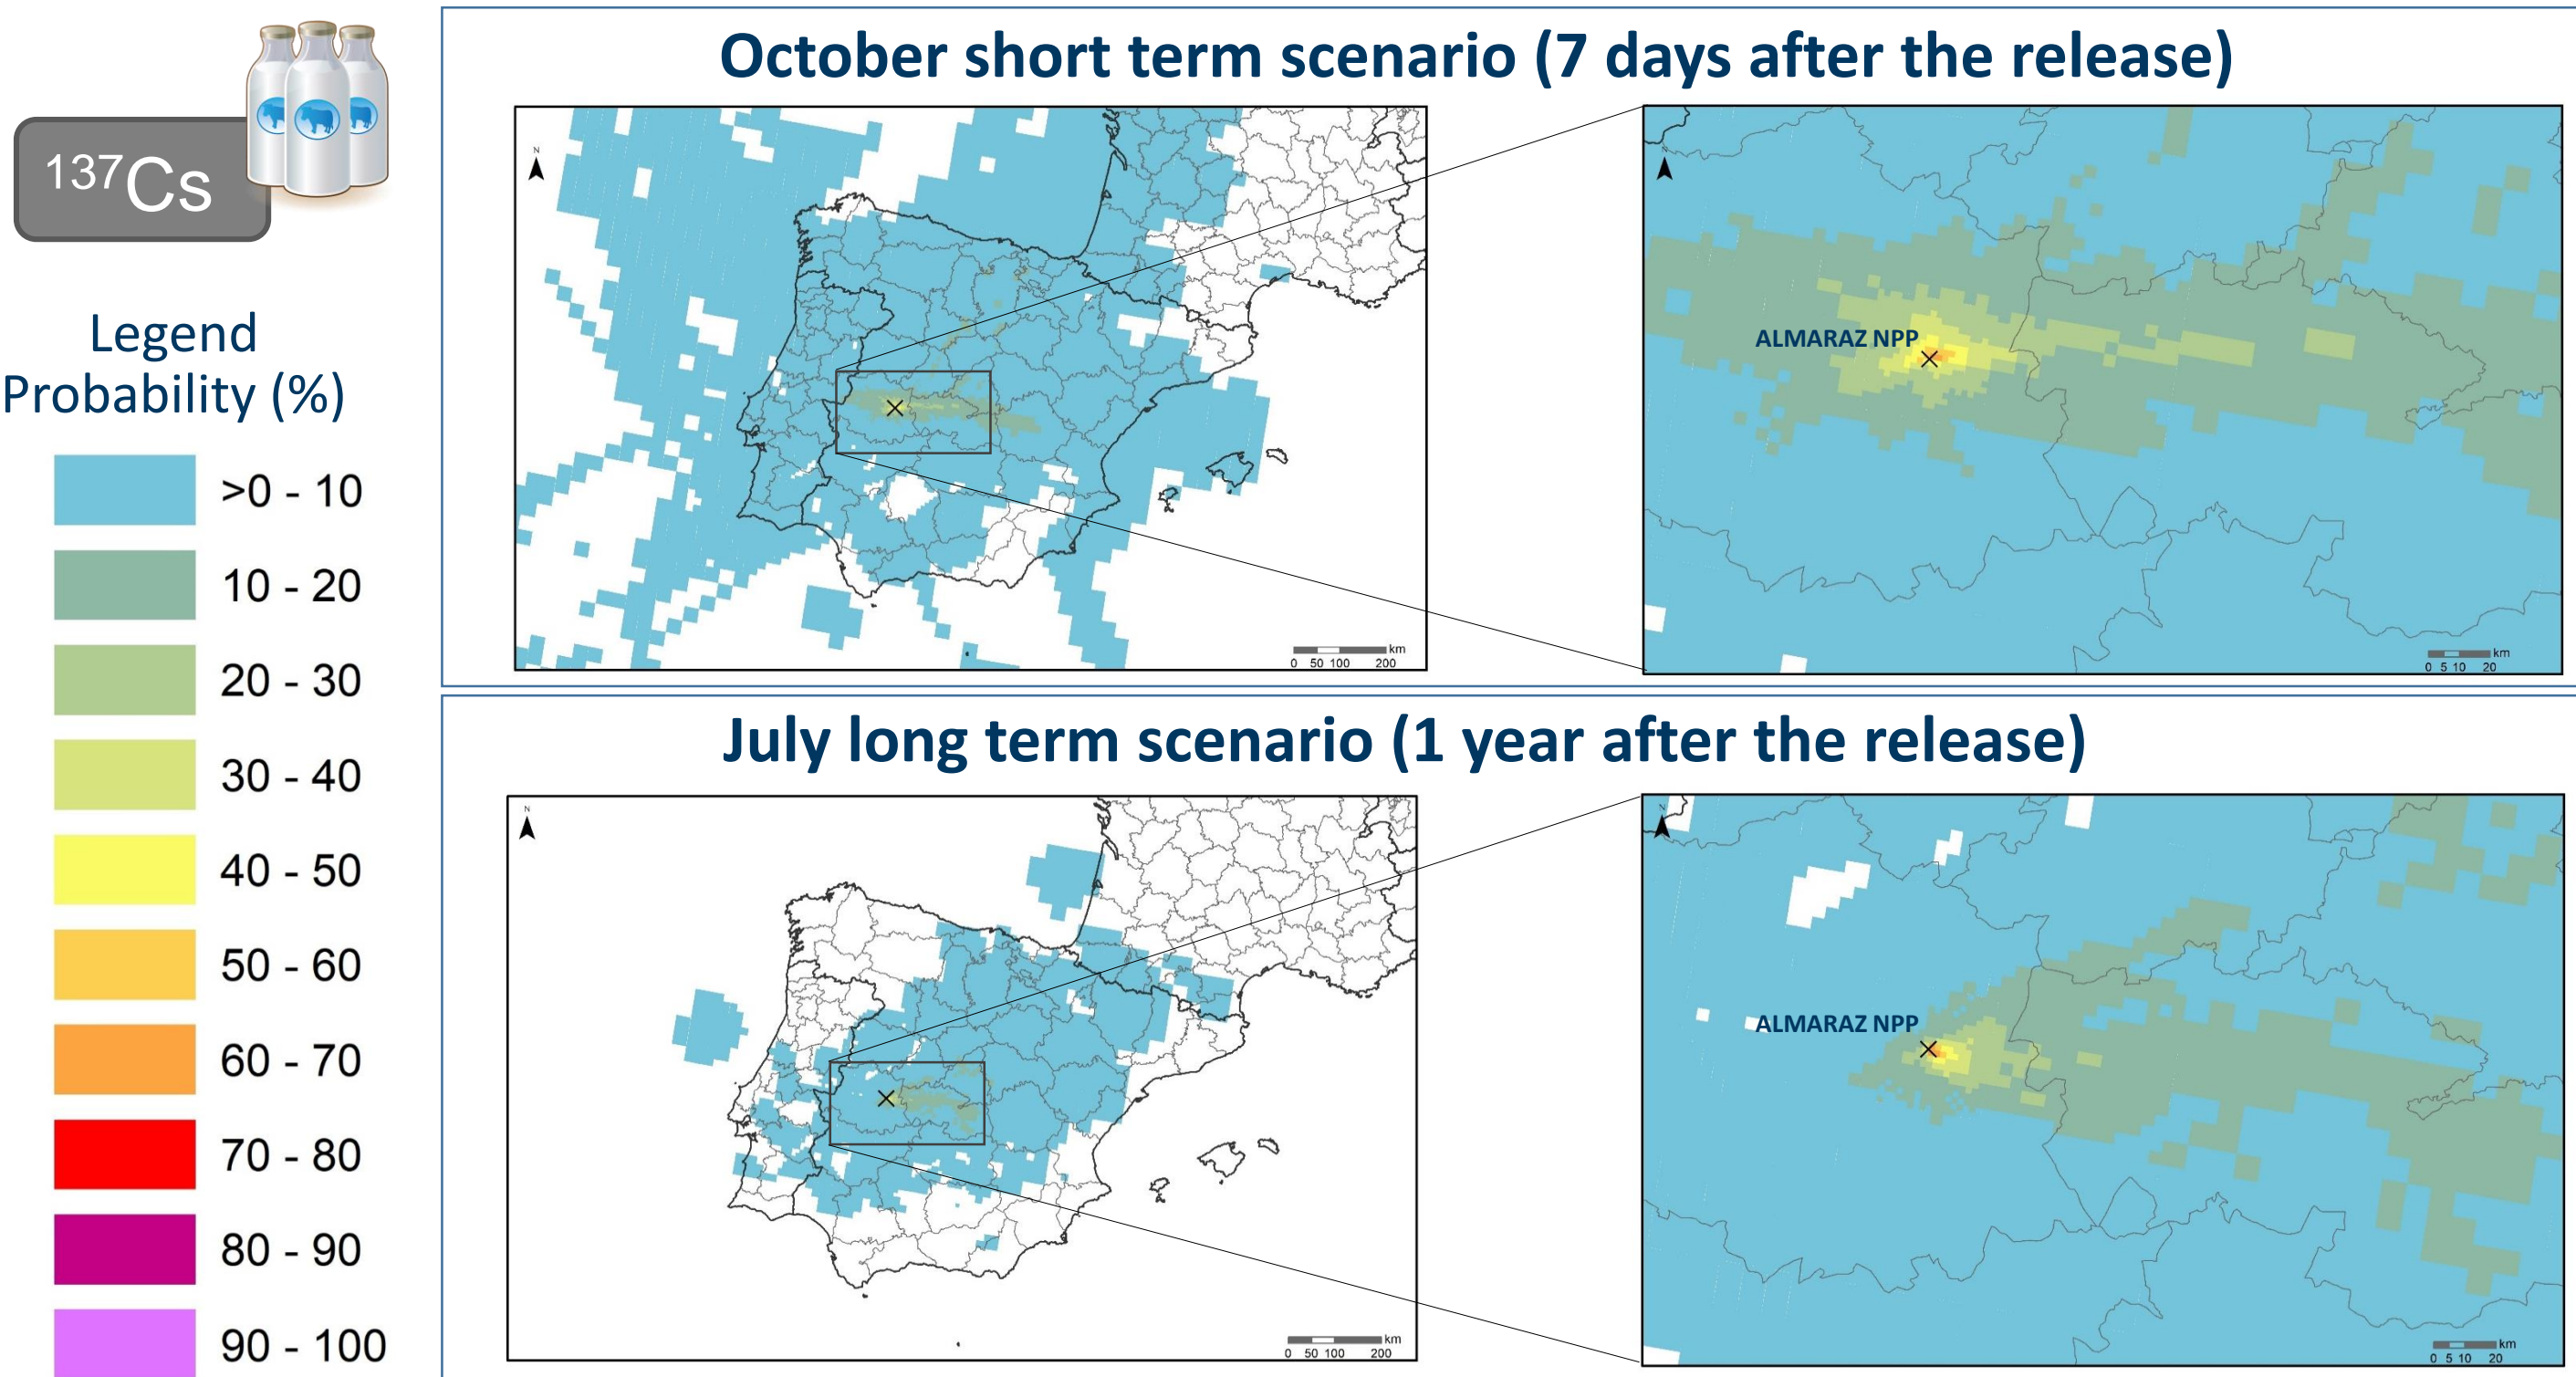 ¹³⁷Cs
Legend
Probability (%)
>0 - 10
10 - 20
20 - 30
30 - 40
40 - 50
50 - 60
60 - 70
70 - 80
80 - 90
90 - 100
October short term scenario (7 days after the release)
N
km
0 50 100 200
N
ALMARAZ NPP
km
0 5 10 20
July long term scenario (1 year after the release)
N
km
0 50 100 200
N
ALMARAZ NPP
km
0 5 10 20